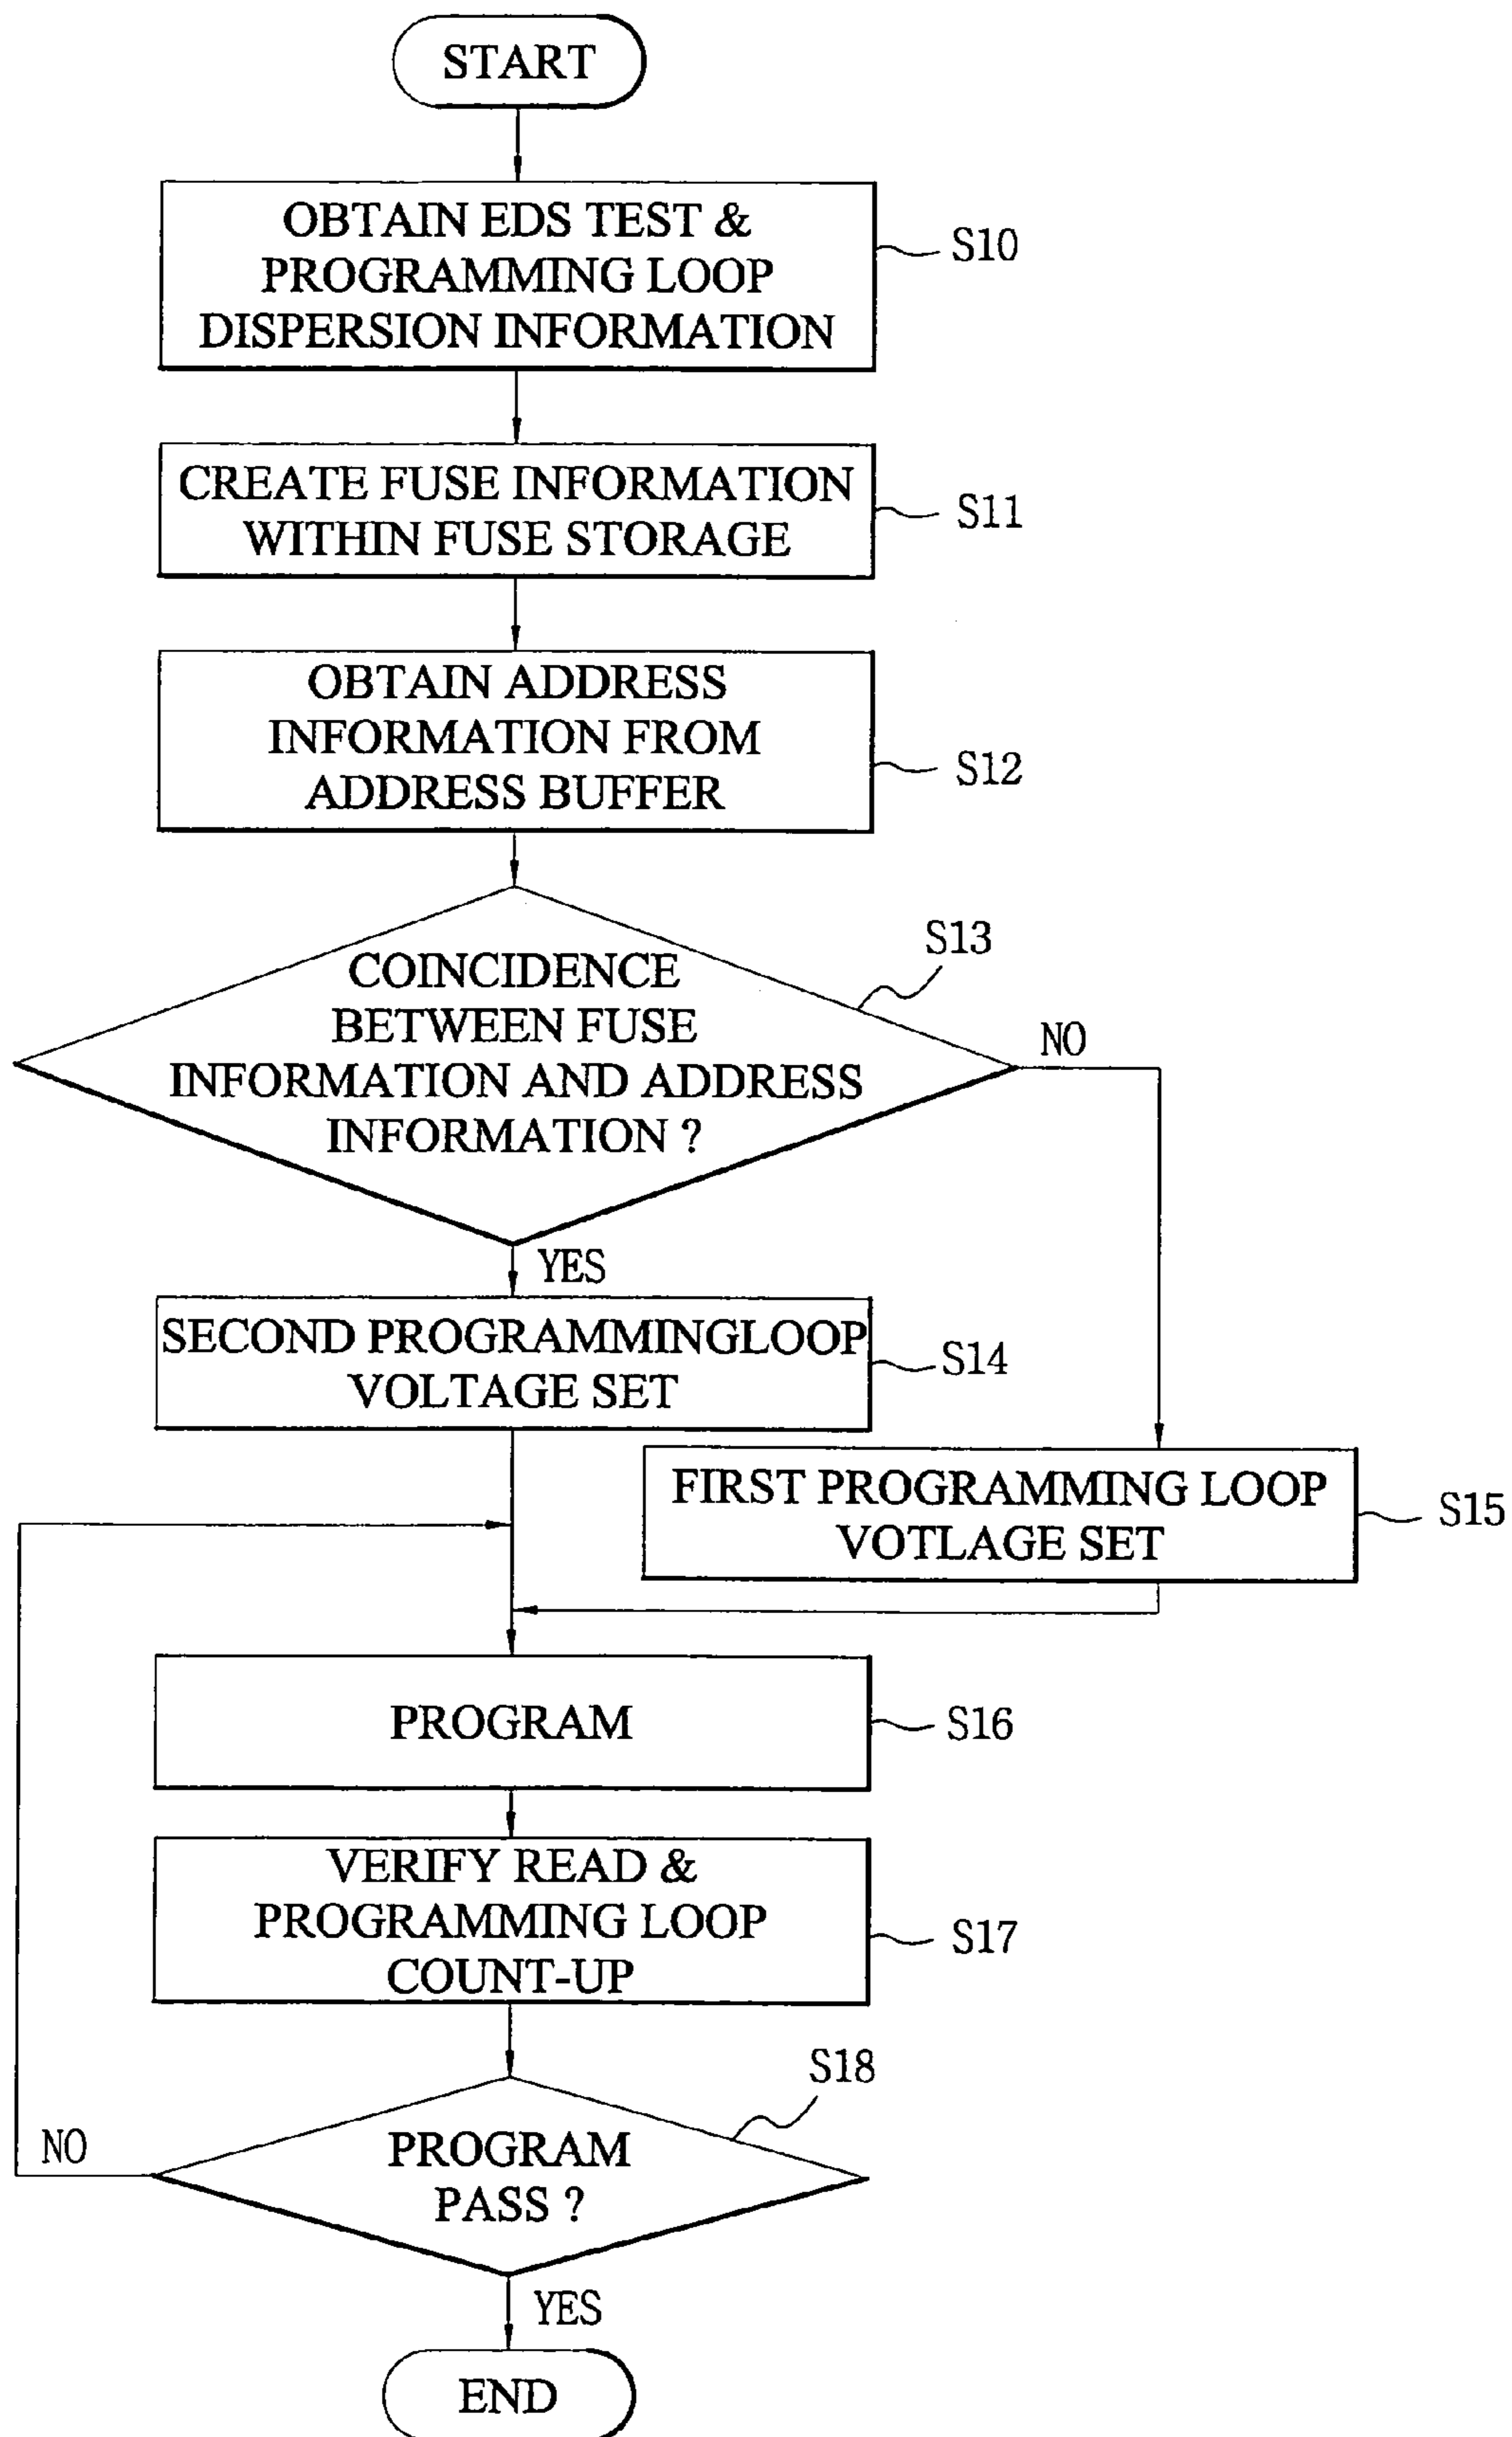 START
OBTAIN EDS TEST &
PROGRAMMING LOOP
DISPERSION INFORMATION
S10
CREATE FUSE INFORMATION
WITHIN FUSE STORAGE
S11
OBTAIN ADDRESS
INFORMATION FROM
ADDRESS BUFFER
S12
COINCIDENCE
BETWEEN FUSE
INFORMATION AND ADDRESS
INFORMATION ?
S13
NO
YES
SECOND PROGRAMMINGLOOP
VOLTAGE SET
S14
FIRST PROGRAMMING LOOP
VOTLAGE SET
S15
PROGRAM
S16
VERIFY READ &
PROGRAMMING LOOP
COUNT-UP
S17
PROGRAM
PASS ?
S18
NO
YES
END